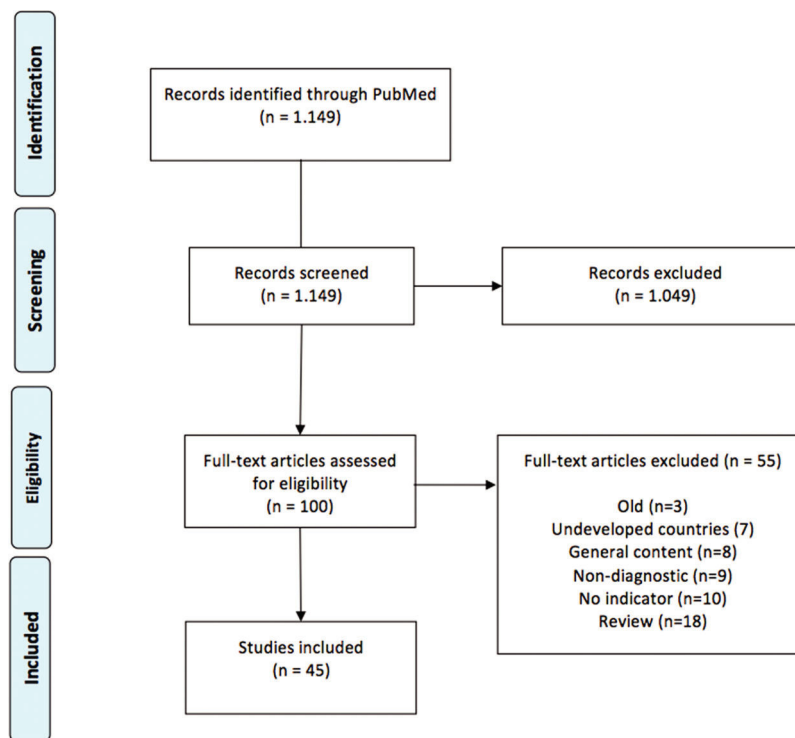 Identification
Records identified through PubMed
(n = 1.149)
Screening
Records screened
(n = 1.149)
Records excluded
(n = 1.049)
Eligibility
Full-text articles assessed
for eligibility
(n = 100)
Full-text articles excluded (n = 55)
Old (n=3)
Undeveloped countries (7)
General content (n=8)
Non-diagnostic (n=9)
No indicator (n=10)
Review (n=18)
Included
Studies included
(n = 45)